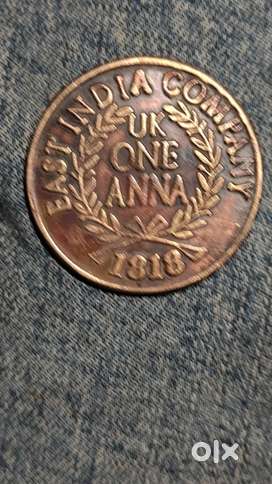 EAST INDIA COMPANY
UK
ONE
ANNA
1818
olx